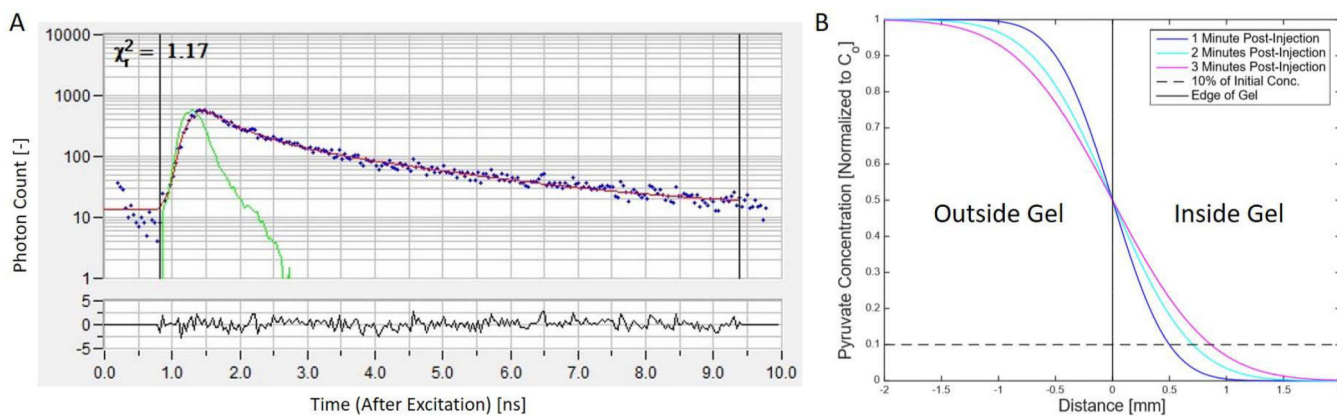 A
χ²r = 1.17
10000
1000
100
10
1
Photon Count [-]
5
0
-5
0.0 1.0 2.0 3.0 4.0 5.0 6.0 7.0 8.0 9.0 10.0
Time (After Excitation) [ns]
B
1 Minute Post-Injection
2 Minutes Post-Injection
3 Minutes Post-Injection
10% of Initial Conc.
Edge of Gel
1
0.9
0.8
0.7
0.6
0.5
0.4
0.3
0.2
0.1
0
Pyruvate Concentration [Normalized to Co]
Outside Gel Inside Gel
-2 -1.5 -1 -0.5 0 0.5 1 1.5
Distance [mm]